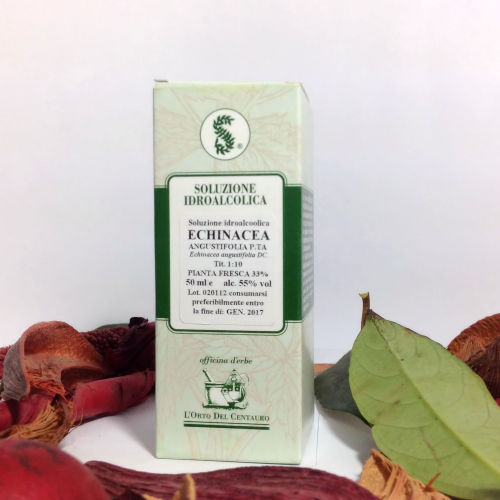 ®
SOLUZIONE
IDROALCOLICA
Soluzione idroalcoolica
ECHINACEA
ANGUSTIFOLIA P.TA
Echinacea angustifolia DC
Tit. 1:10
PIANTA FRESCA 33%
50 ml e alc. 55% vol
Lot. 020112 consumarsi
preferibilmente entro
la fine di: GEN. 2017
officina d'erbe
L'ORTO DEL CENTAURO